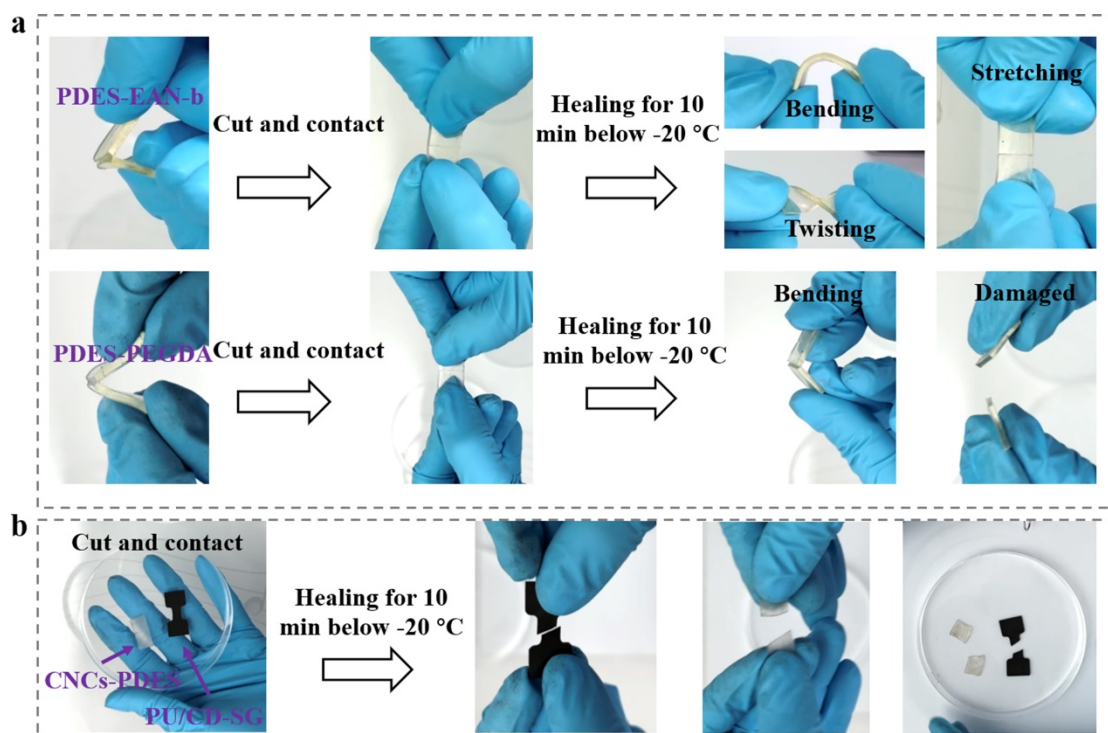 a
PDES-EAN-b
Cut and contact
Healing for 10
min below -20 °C
Bending
Twisting
Stretching
PDES-PEGDA
Cut and contact
Healing for 10
min below -20 °C
Bending
Damaged
b
Cut and contact
CNCs-PDES
PU/CD-SG
Healing for 10
min below -20 °C